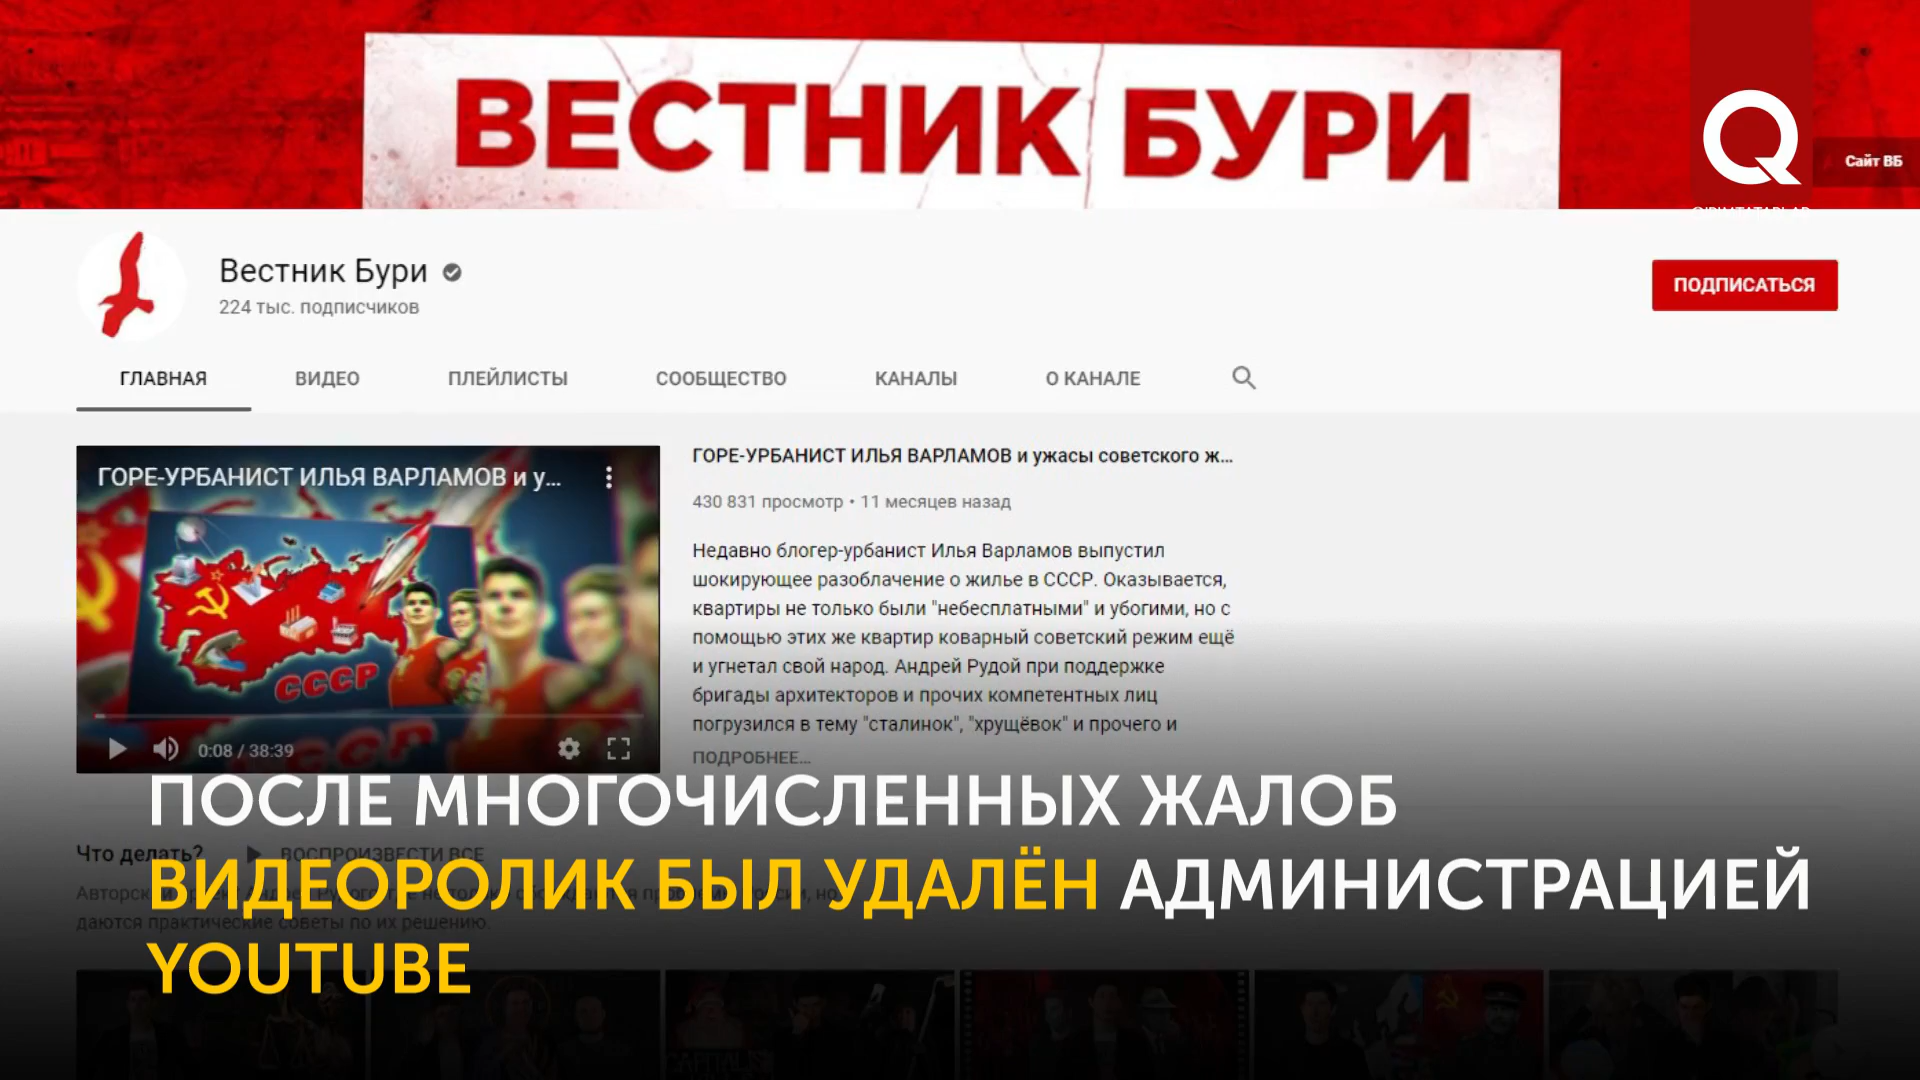 ВЕСТНИК БУРИ
Q
Сайт ВБ
Вестник Бури
224 тыс. подписчиков
ПОДПИСАТЬСЯ
ГЛАВНАЯ ВИДЕО ПЛЕЙЛИСТЫ СООБЩЕСТВО КАНАЛЫ О КАНАЛЕ
ГОРЕ-УРБАНИСТ ИЛЬЯ ВАРЛАМОВ и у...
СССР
0:08 / 38:39
ГОРЕ-УРБАНИСТ ИЛЬЯ ВАРЛАМОВ и ужасы советского ж...
430 831 просмотр • 11 месяцев назад
Недавно блогер-урбанист Илья Варламов выпустил
шокирующее разоблачение о жилье в СССР. Оказывается,
квартиры не только были "небесплатными" и убогими, но с
помощью этих же квартир коварный советский режим ещё
и угнетал свой народ. Андрей Рудой при поддержке
бригады архитекторов и прочих компетентных лиц
погрузился в тему "сталинок", "хрущёвок" и прочего и
ПОДРОБНЕЕ...
Что делать? ВОСПРОИЗВЕСТИ ВСЕ
даются практические советы по их решению.
ПОСЛЕ МНОГОЧИСЛЕННЫХ ЖАЛОБ
ВИДЕОРОЛИК БЫЛ УДАЛЁН АДМИНИСТРАЦИЕЙ
YOUTUBE